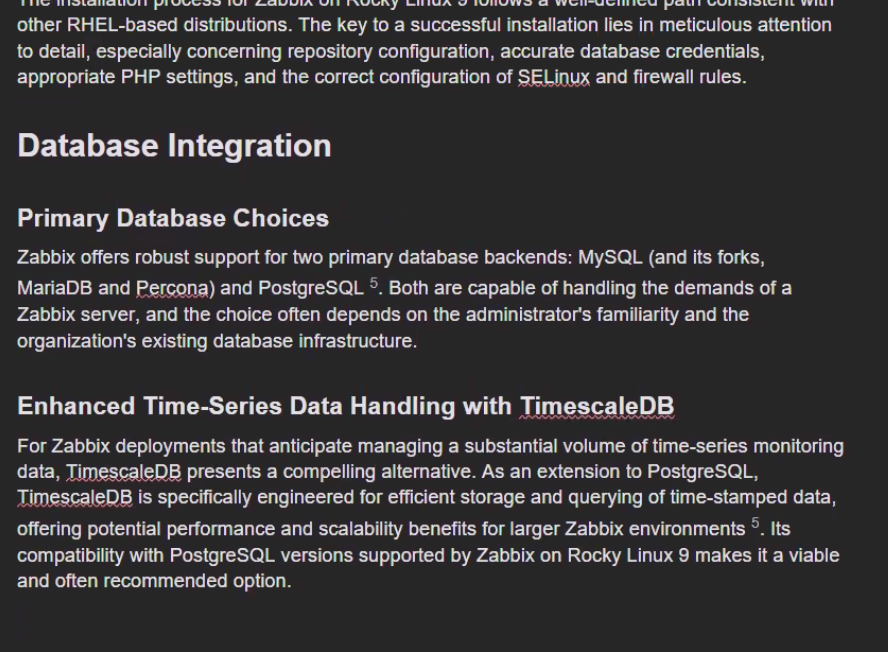 The installation process for Zabbix on Rocky Linux 9 follows a well-defined path consistent with
other RHEL-based distributions. The key to a successful installation lies in meticulous attention
to detail, especially concerning repository configuration, accurate database credentials,
appropriate PHP settings, and the correct configuration of SELinux and firewall rules.
Database Integration
Primary Database Choices
Zabbix offers robust support for two primary database backends: MySQL (and its forks,
MariaDB and Percona) and PostgreSQL 5. Both are capable of handling the demands of a
Zabbix server, and the choice often depends on the administrator's familiarity and the
organization's existing database infrastructure.
Enhanced Time-Series Data Handling with TimescaleDB
For Zabbix deployments that anticipate managing a substantial volume of time-series monitoring
data, TimescaleDB presents a compelling alternative. As an extension to PostgreSQL,
TimescaleDB is specifically engineered for efficient storage and querying of time-stamped data,
offering potential performance and scalability benefits for larger Zabbix environments 5. Its
compatibility with PostgreSQL versions supported by Zabbix on Rocky Linux 9 makes it a viable
and often recommended option.